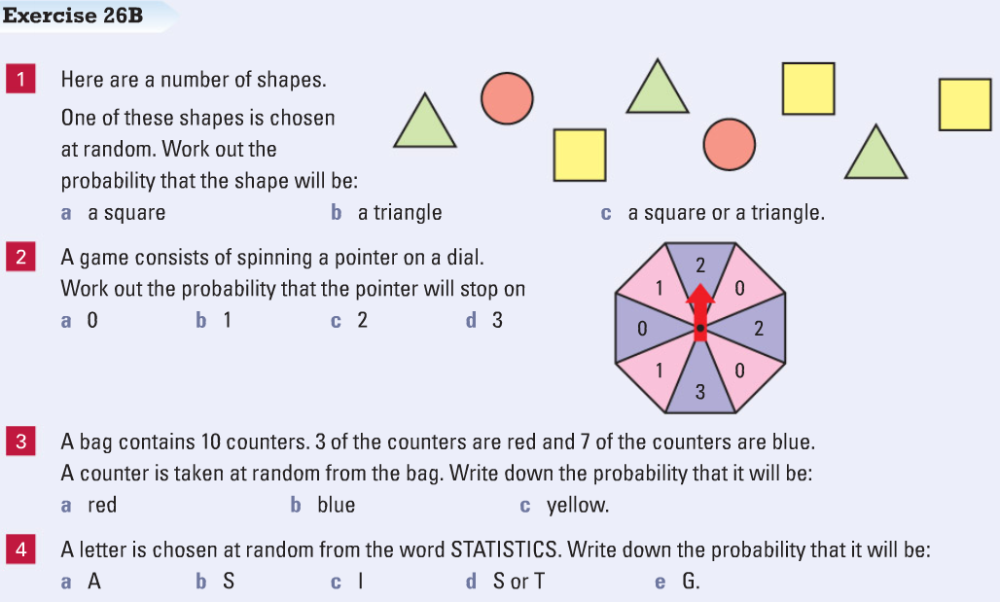 Exercise 26B
1 Here are a number of shapes.
One of these shapes is chosen
at random. Work out the
probability that the shape will be:
a a square b a triangle c a square or a triangle.
2 A game consists of spinning a pointer on a dial.
Work out the probability that the pointer will stop on
a 0 b 1 c 2 d 3
2
1 0
0 2
1 0
3
3 A bag contains 10 counters. 3 of the counters are red and 7 of the counters are blue.
A counter is taken at random from the bag. Write down the probability that it will be:
a red b blue c yellow.
4 A letter is chosen at random from the word STATISTICS. Write down the probability that it will be:
a A b S c I d S or T e G.